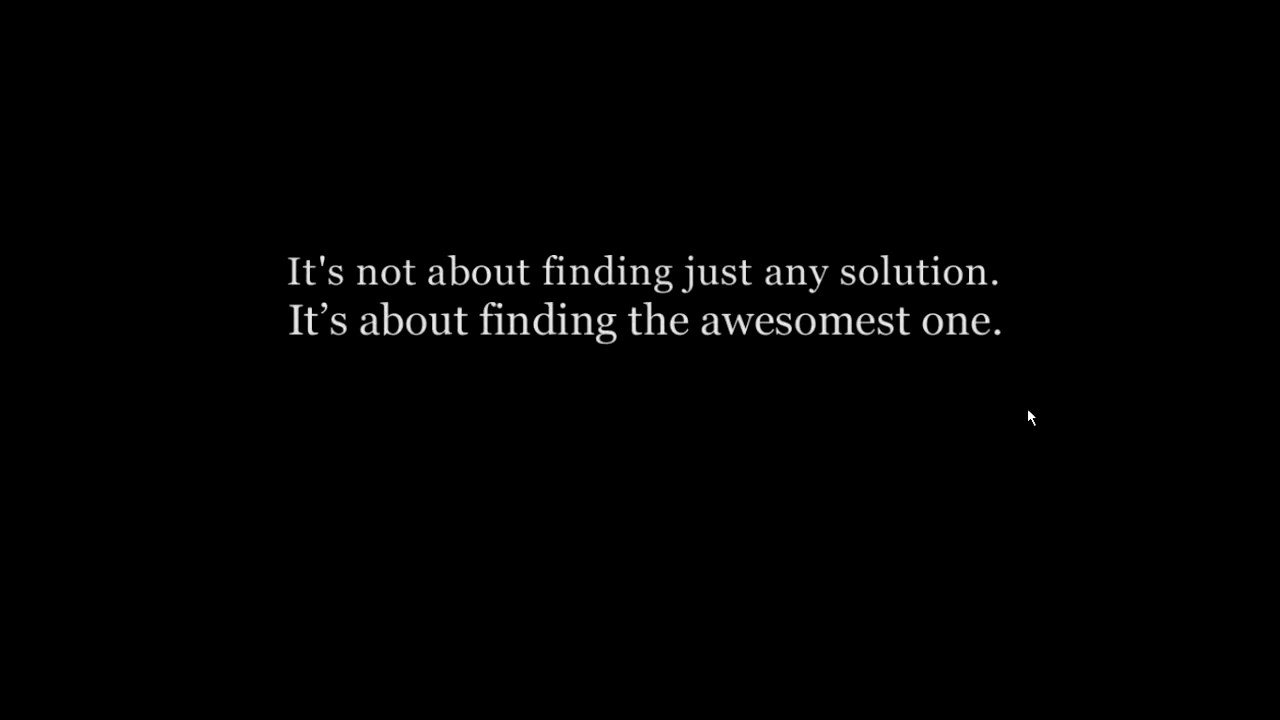 It's not about finding just any solution.
It’s about finding the awesomest one.